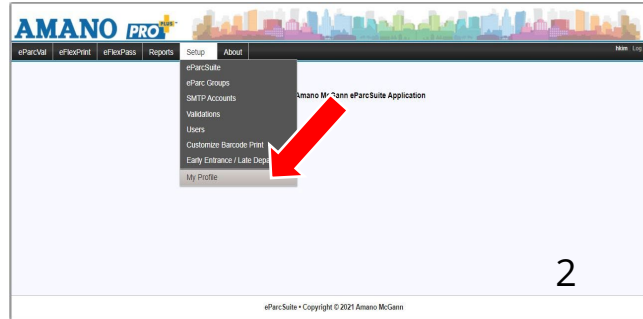 AMANO PRO PLUS
eParcVal eFlexPrint eFlexPass Reports Setup About hkim Log
eParcSuite
eParc Groups
SMTP Accounts
Amano McGann eParcSuite Application
Validations
Users
Customize Barcode Print
Early Entrance / Late Depa
My Profile
2
eParcSuite • Copyright © 2021 Amano McGann